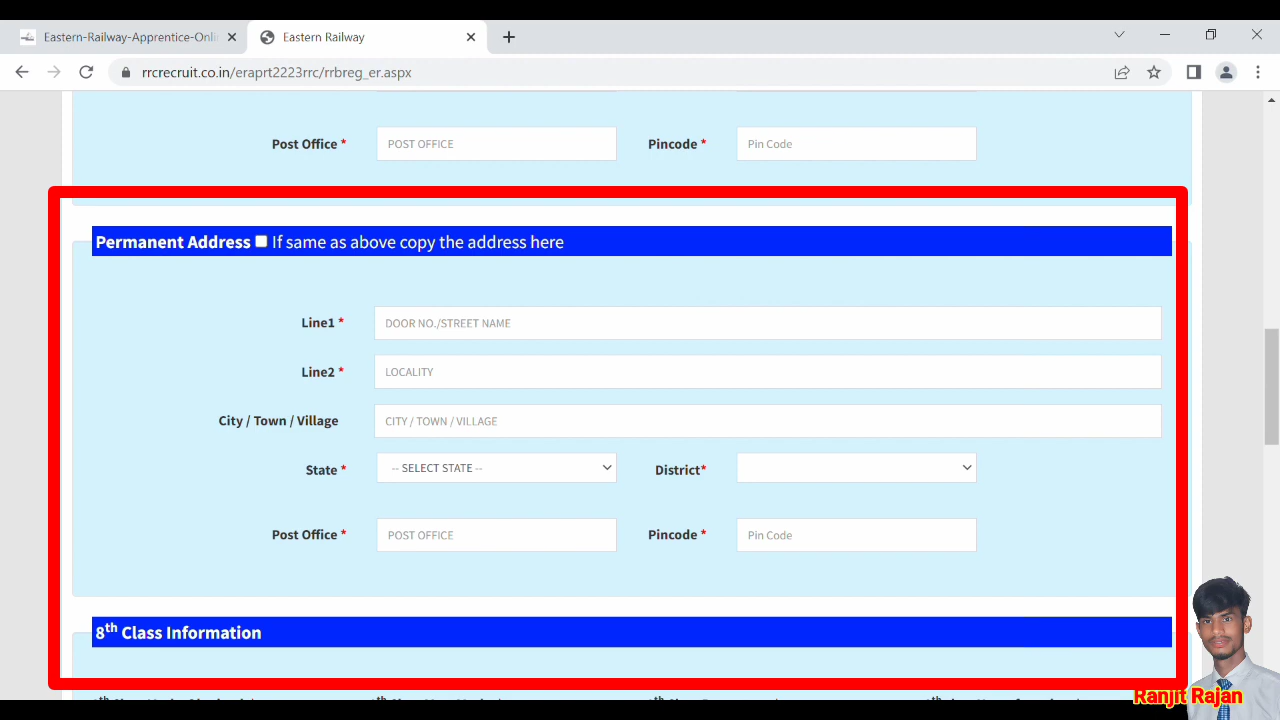 Eastern-Railway-Apprentice-Onli
Eastern Railway
rrcrecruit.co.in/eraprt2223rrc/rrbreg_er.aspx
Post Office * POST OFFICE Pincode * Pin Code
Permanent Address If same as above copy the address here
Line1 * DOOR NO./STREET NAME
Line2 * LOCALITY
City / Town / Village CITY / TOWN / VILLAGE
State * -- SELECT STATE -- District*
Post Office * POST OFFICE Pincode * Pin Code
8th Class Information
Ranjit Rajan